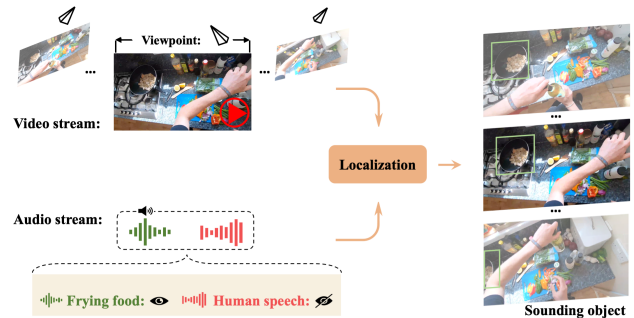 Viewpoint:
...
...
Video stream:
Localization
...
Audio stream:
...
Frying food:
Human speech:
Sounding object